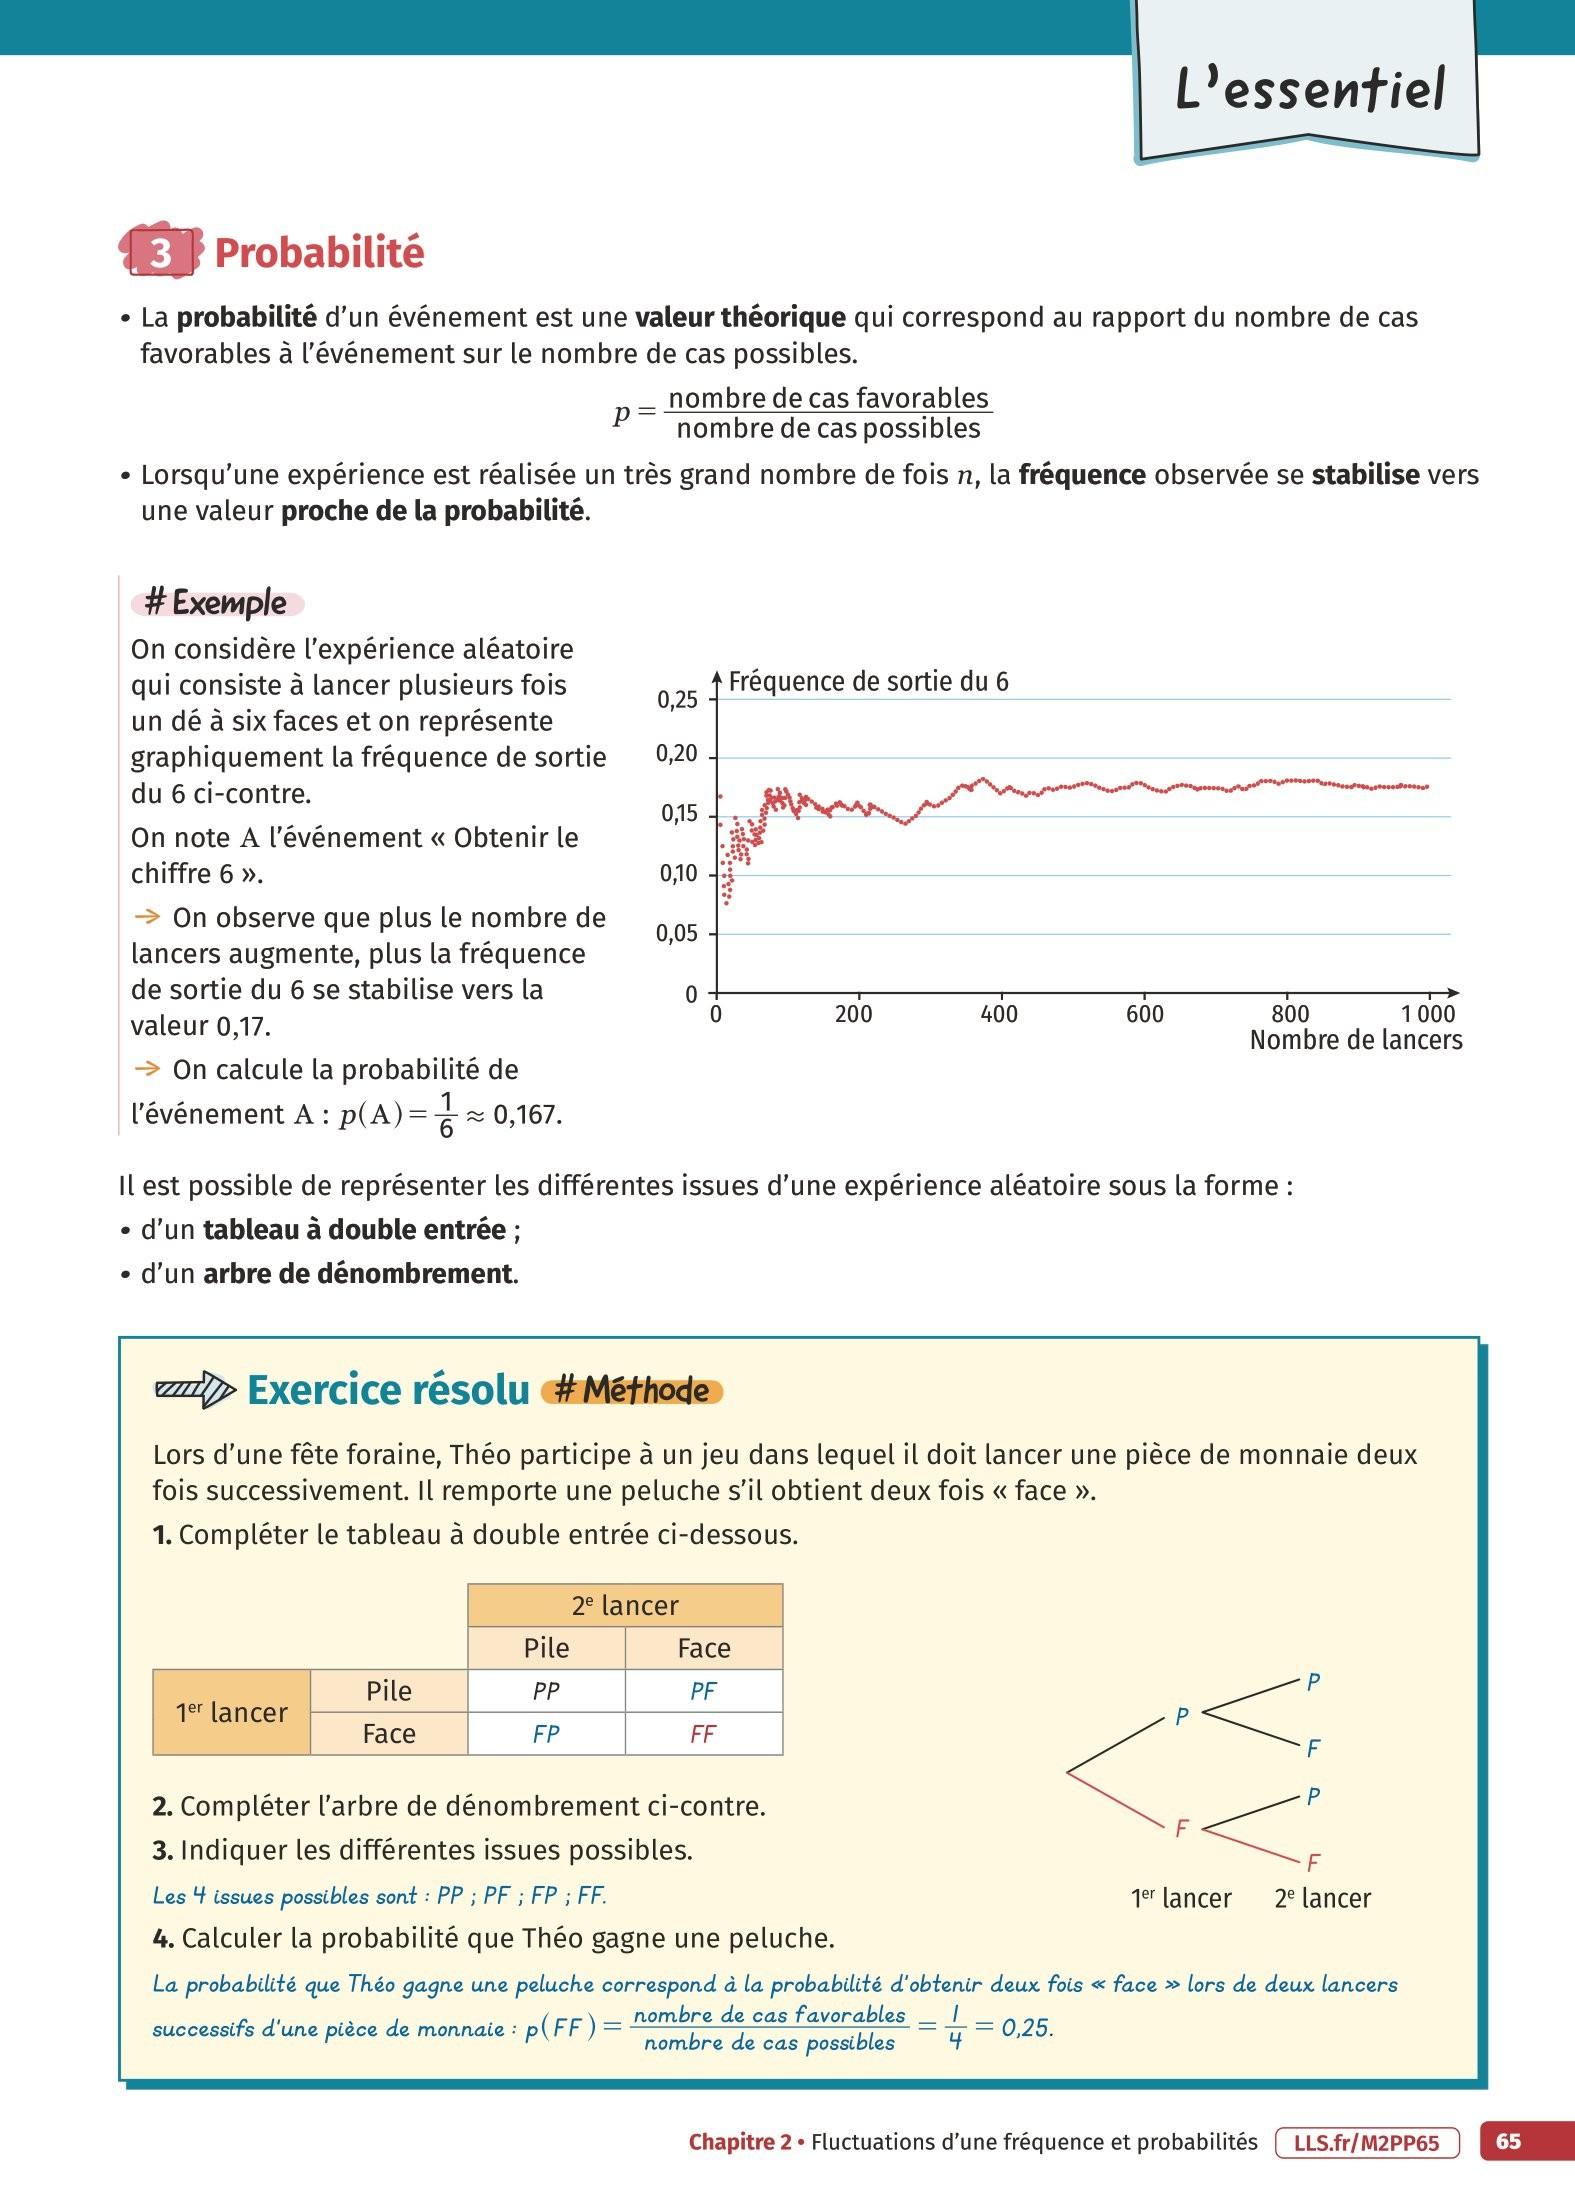 L'essentiel
3 Probabilité
• La probabilité d'un événement est une valeur théorique qui correspond au rapport du nombre de cas
favorables à l'événement sur le nombre de cas possibles.
p = nombre de cas favorables / nombre de cas possibles
• Lorsqu'une expérience est réalisée un très grand nombre de fois n, la fréquence observée se stabilise vers
une valeur proche de la probabilité.
# Exemple
On considère l'expérience aléatoire
qui consiste à lancer plusieurs fois
un dé à six faces et on représente
graphiquement la fréquence de sortie
du 6 ci-contre.
On note A l'événement « Obtenir le
chiffre 6 ».
→ On observe que plus le nombre de
lancers augmente, plus la fréquence
de sortie du 6 se stabilise vers la
valeur 0,17.
→ On calcule la probabilité de
l'événement A : p(A) = 1/6 ≈ 0,167.
Fréquence de sortie du 6
0,25
0,20
0,15
0,10
0,05
0
0 200 400 600 800 1 000
Nombre de lancers
Il est possible de représenter les différentes issues d'une expérience aléatoire sous la forme :
• d'un tableau à double entrée ;
• d'un arbre de dénombrement.
Exercice résolu # Méthode
Lors d'une fête foraine, Théo participe à un jeu dans lequel il doit lancer une pièce de monnaie deux
fois successivement. Il remporte une peluche s'il obtient deux fois « face ».
1. Compléter le tableau à double entrée ci-dessous.
2e lancer
Pile Face
1er lancer
Pile PP PF
Face FP FF
2. Compléter l'arbre de dénombrement ci-contre.
3. Indiquer les différentes issues possibles.
Les 4 issues possibles sont : PP ; PF ; FP ; FF.
P
P
F
P
F
F
1er lancer 2e lancer
4. Calculer la probabilité que Théo gagne une peluche.
La probabilité que Théo gagne une peluche correspond à la probabilité d'obtenir deux fois « face » lors de deux lancers
successifs d'une pièce de monnaie : p(FF) = nombre de cas favorables / nombre de cas possibles = 1/4 = 0,25.
Chapitre 2 • Fluctuations d'une fréquence et probabilités LLS.fr/M2PP65 65